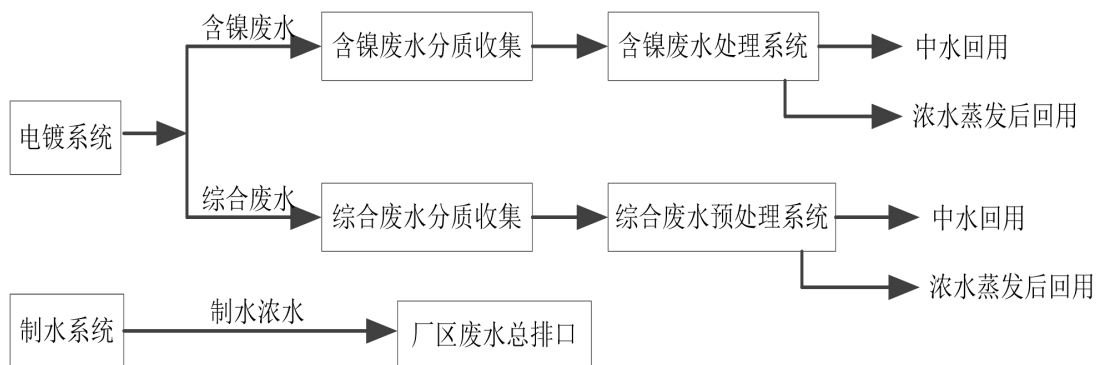 含镍废水
含镍废水分质收集
含镍废水处理系统
中水回用
浓水蒸发后回用
电镀系统
综合废水
综合废水分质收集
综合废水预处理系统
中水回用
浓水蒸发后回用
制水系统
制水浓水
厂区废水总排口